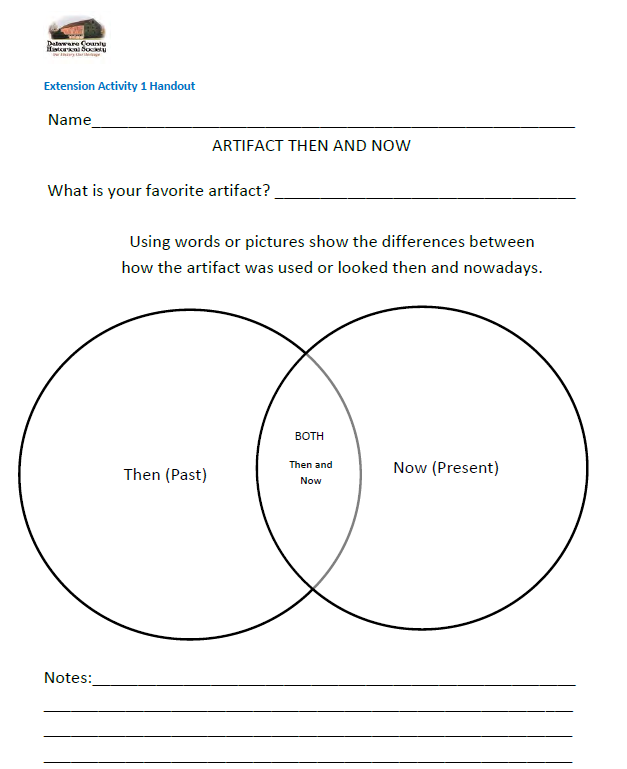 Delaware County
Historical Society
Extension Activity 1 Handout
Name
ARTIFACT THEN AND NOW
What is your favorite artifact?
Using words or pictures show the differences between
how the artifact was used or looked then and nowadays.
BOTH
Then and
Now
Then (Past)
Now (Present)
Notes: